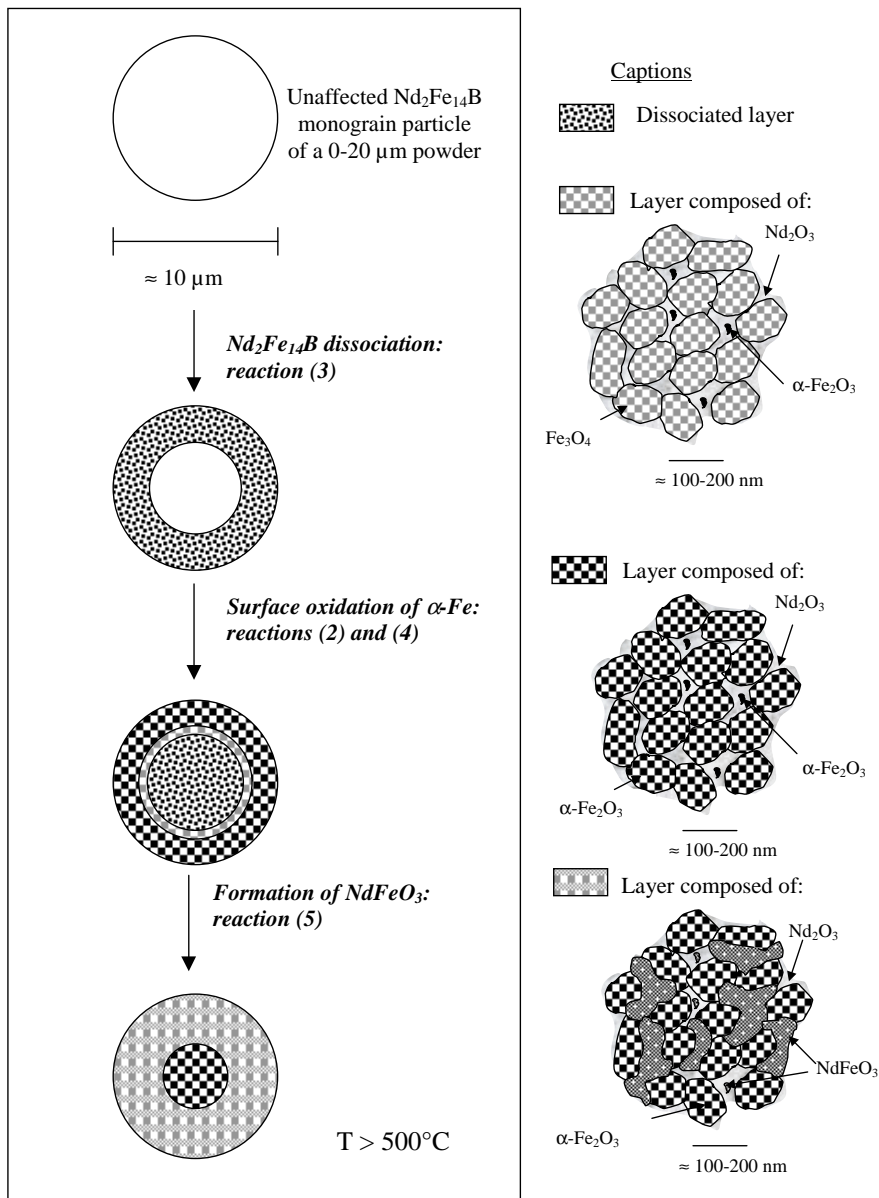 Unaffected Nd₂Fe₁₄B
monograin particle
of a 0-20 µm powder
≈ 10 µm
Nd₂Fe₁₄B dissociation:
reaction (3)
Surface oxidation of α-Fe:
reactions (2) and (4)
Formation of NdFeO₃:
reaction (5)
T > 500°C
Captions
Dissociated layer
Layer composed of:
Nd₂O₃
α-Fe₂O₃
Fe₃O₄
≈ 100-200 nm
Layer composed of:
Nd₂O₃
α-Fe₂O₃
α-Fe₂O₃
≈ 100-200 nm
Layer composed of:
Nd₂O₃
NdFeO₃
α-Fe₂O₃
≈ 100-200 nm